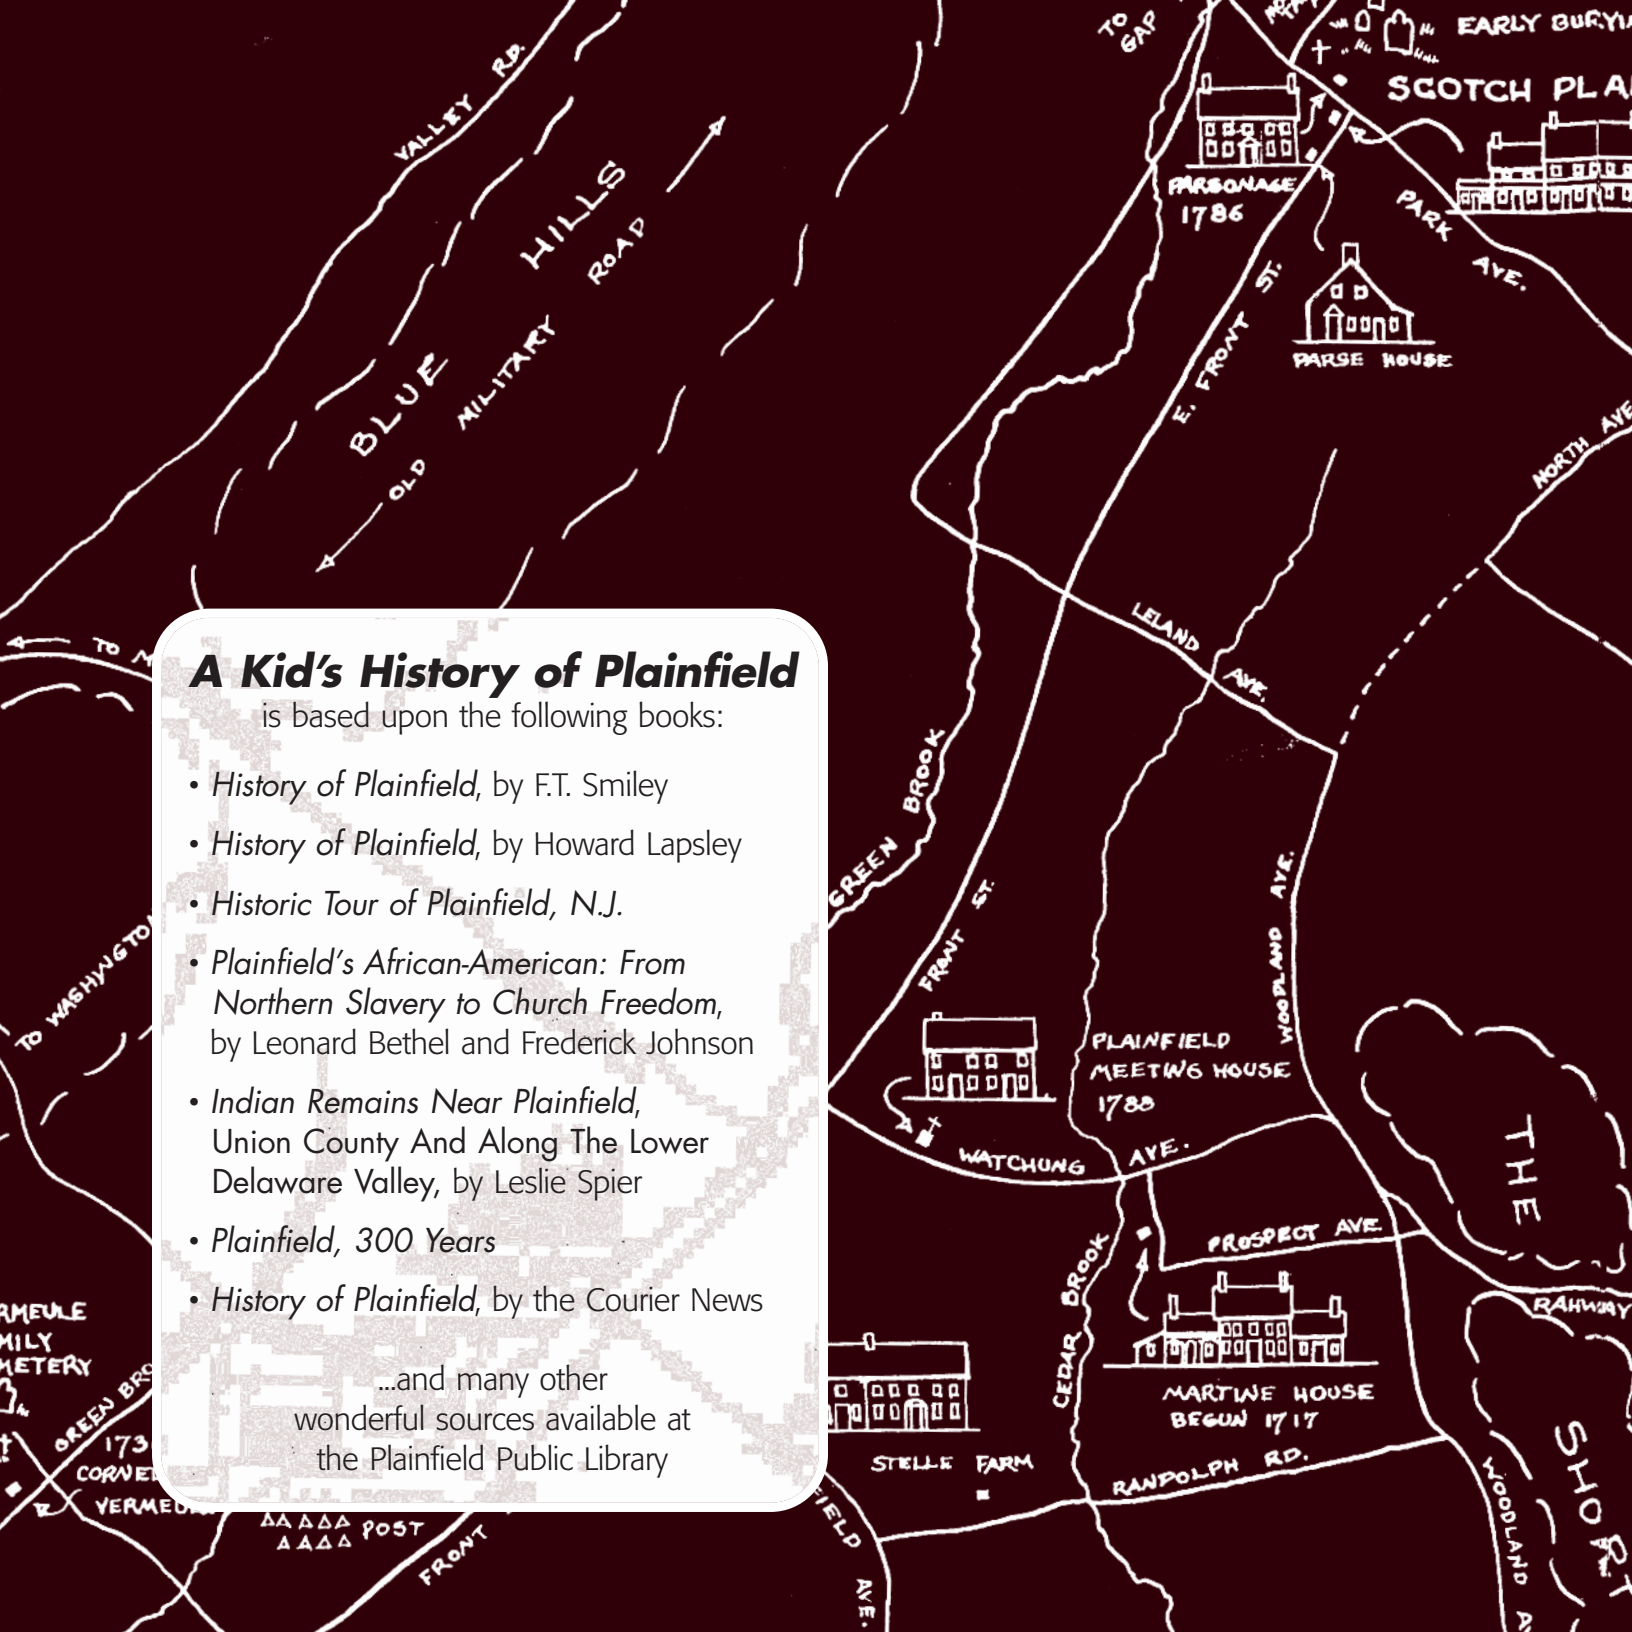 TO
GAP
EARLY
SCOTCH
VALLEY RD.
PARSONAGE
1786
PARK AVE.
HILLS
ROAD
E. FRONT ST.
PARSE HOUSE
MILITARY
BLUE
OLD
NORTH AVE
LELAND AVE.
TO
A Kid's History of Plainfield
is based upon the following books:
• History of Plainfield, by F.T. Smiley
• History of Plainfield, by Howard Lapsley
• Historic Tour of Plainfield, N.J.
• Plainfield's African-American: From
Northern Slavery to Church Freedom,
by Leonard Bethel and Frederick Johnson
• Indian Remains Near Plainfield,
Union County And Along The Lower
Delaware Valley, by Leslie Spier
• Plainfield, 300 Years
• History of Plainfield, by the Courier News
...and many other
wonderful sources available at
the Plainfield Public Library
GREEN BROOK
FRONT ST.
WOODLAND AVE.
TO WASHINGTON
PLAINFIELD
MEETING HOUSE
1788
WATCHUNG AVE.
THE
PROSPECT AVE.
CEDAR BROOK
RAHWAY
RMEULE
MILY
METERY
MARTINE HOUSE
BEGUN 1717
GREEN BRO
173
CORNE
VERMEU
STELLE FARM
RANDOLPH RD.
SHORT
WOODLAND A
POST
FRONT
FIELD AVE.